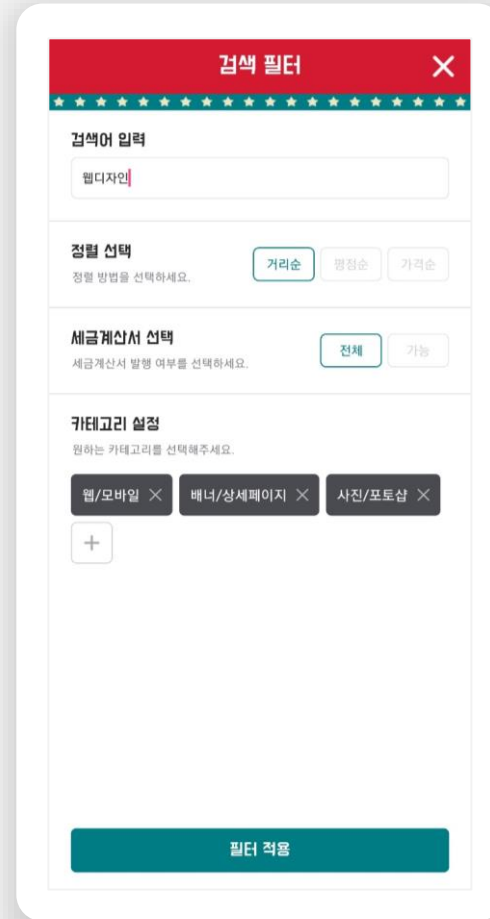 검색 필터
검색어 입력
웹디자인
정렬 선택
정렬 방법을 선택하세요.
거리순 평점순 가격순
세금계산서 선택
세금계산서 발행 여부를 선택하세요.
전체 가능
카테고리 설정
원하는 카테고리를 선택해주세요.
웹/모바일 배너/상세페이지 사진/포토샵
필터 적용